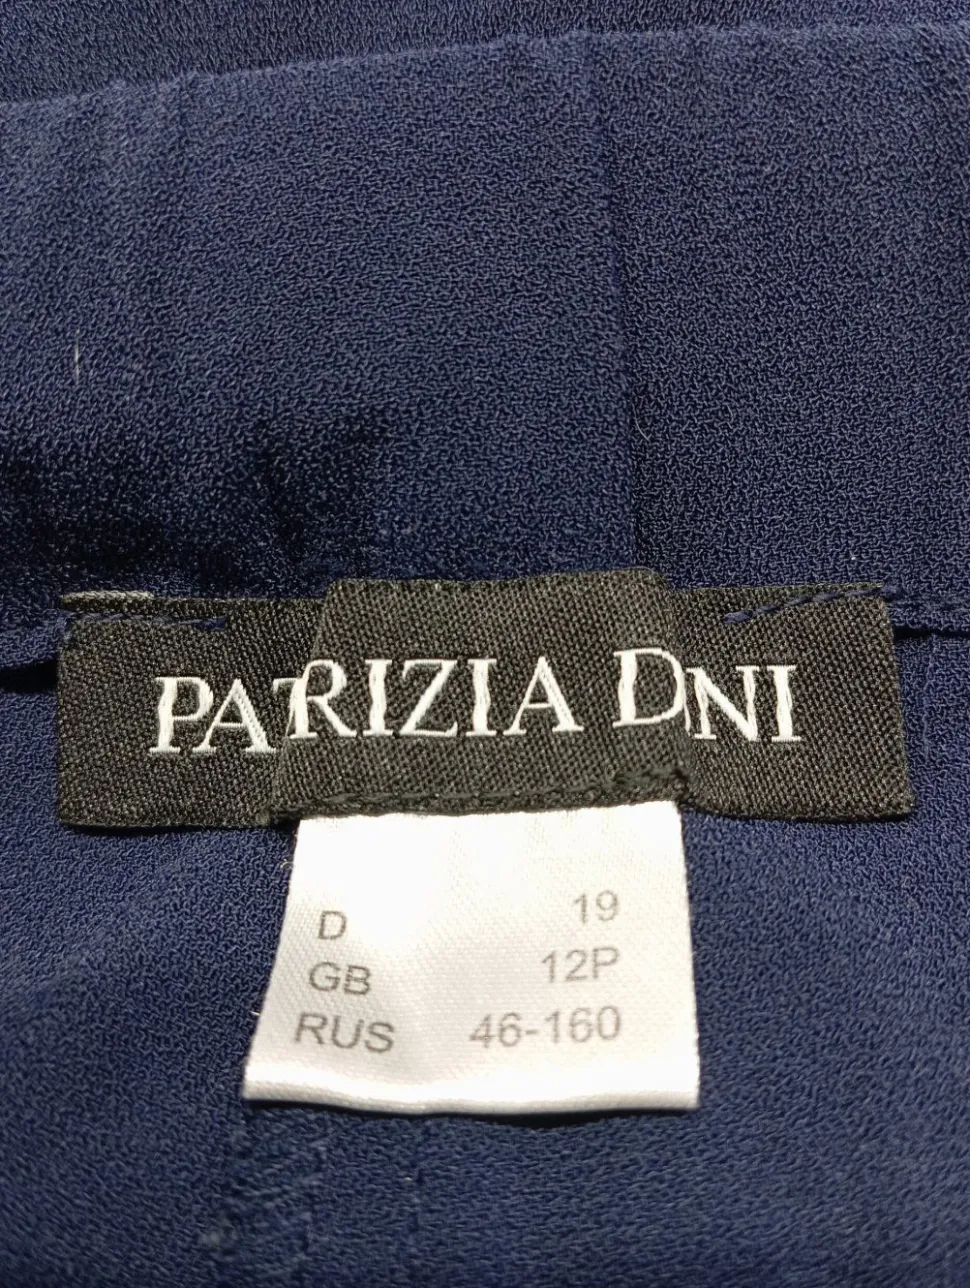 PATRIZIA DINI
D 19
GB 12P
RUS 46-160